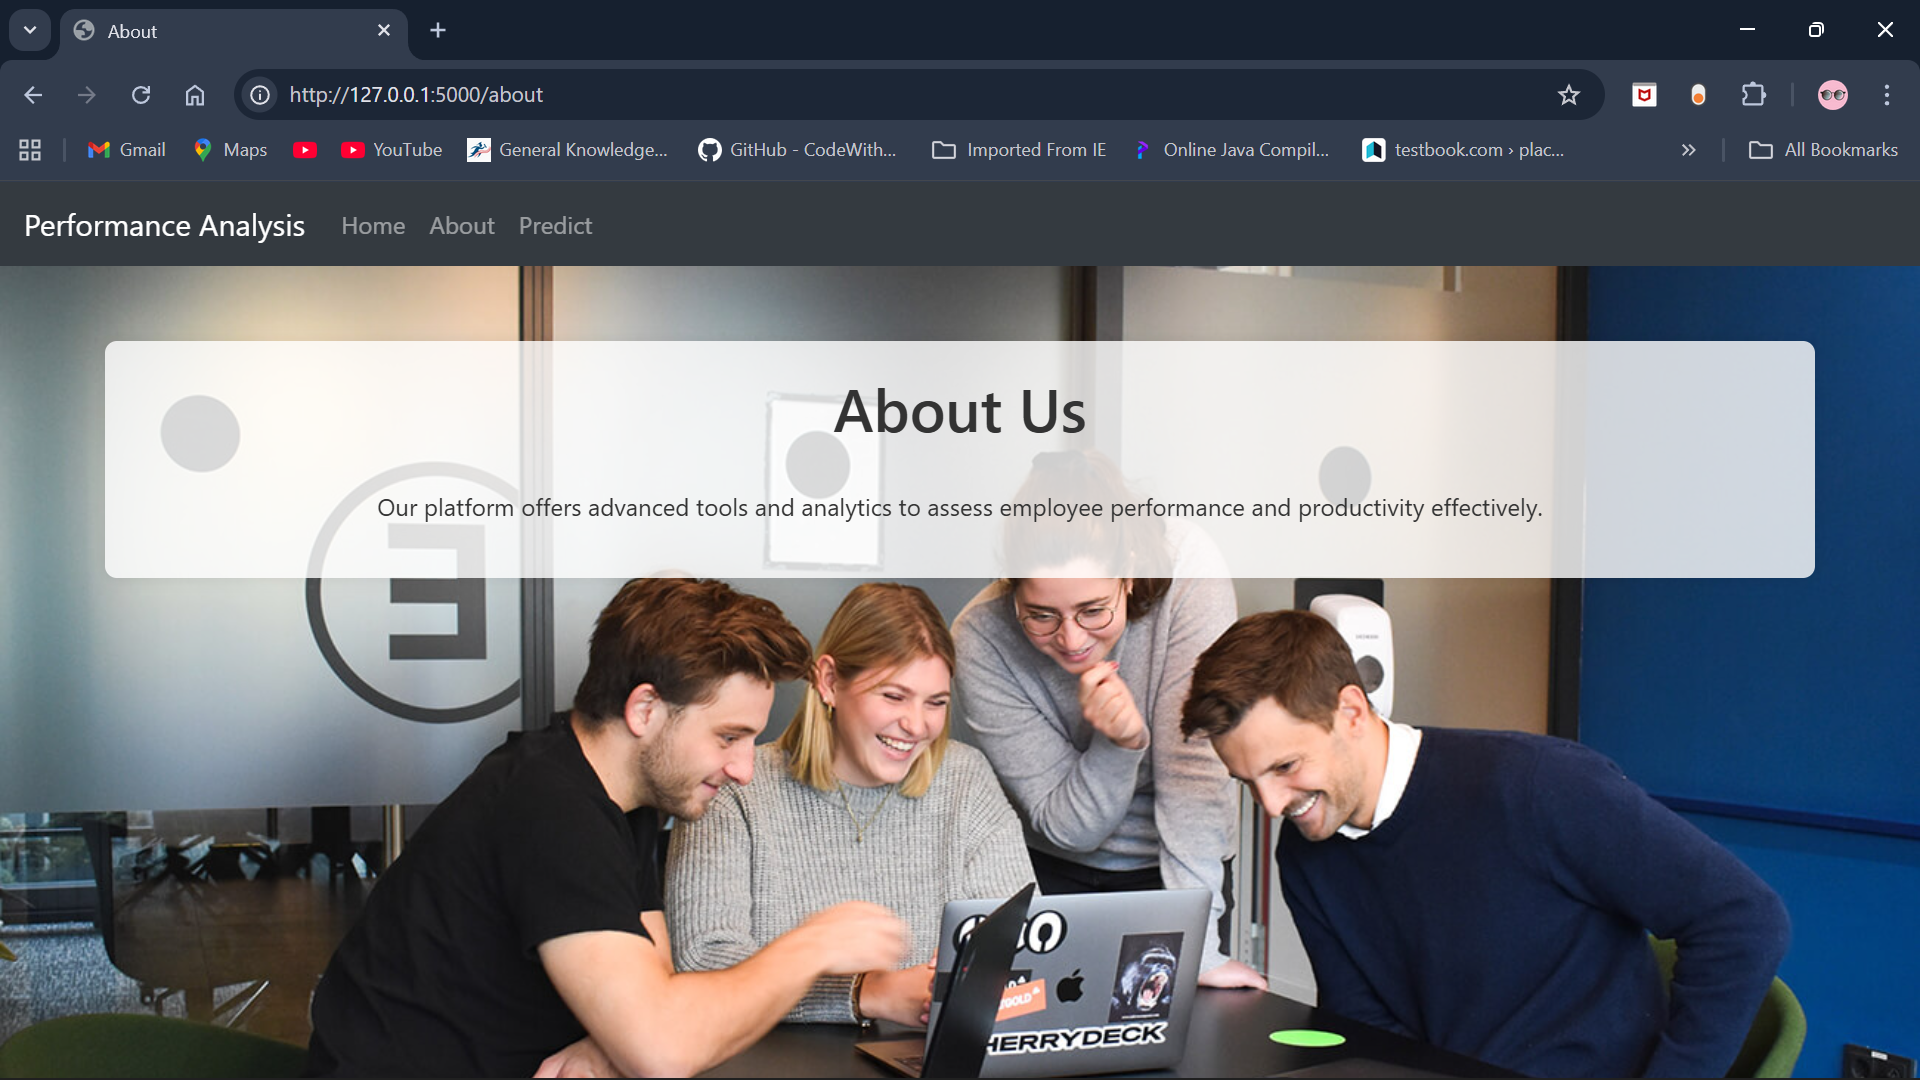 About
http://127.0.0.1:5000/about
Gmail
Maps
YouTube
General Knowledge...
GitHub - CodeWith...
Imported From IE
Online Java Compil...
testbook.com › plac...
»
All Bookmarks
Performance Analysis
Home
About
Predict
About Us
Our platform offers advanced tools and analytics to assess employee performance and productivity effectively.
HERRYDECK